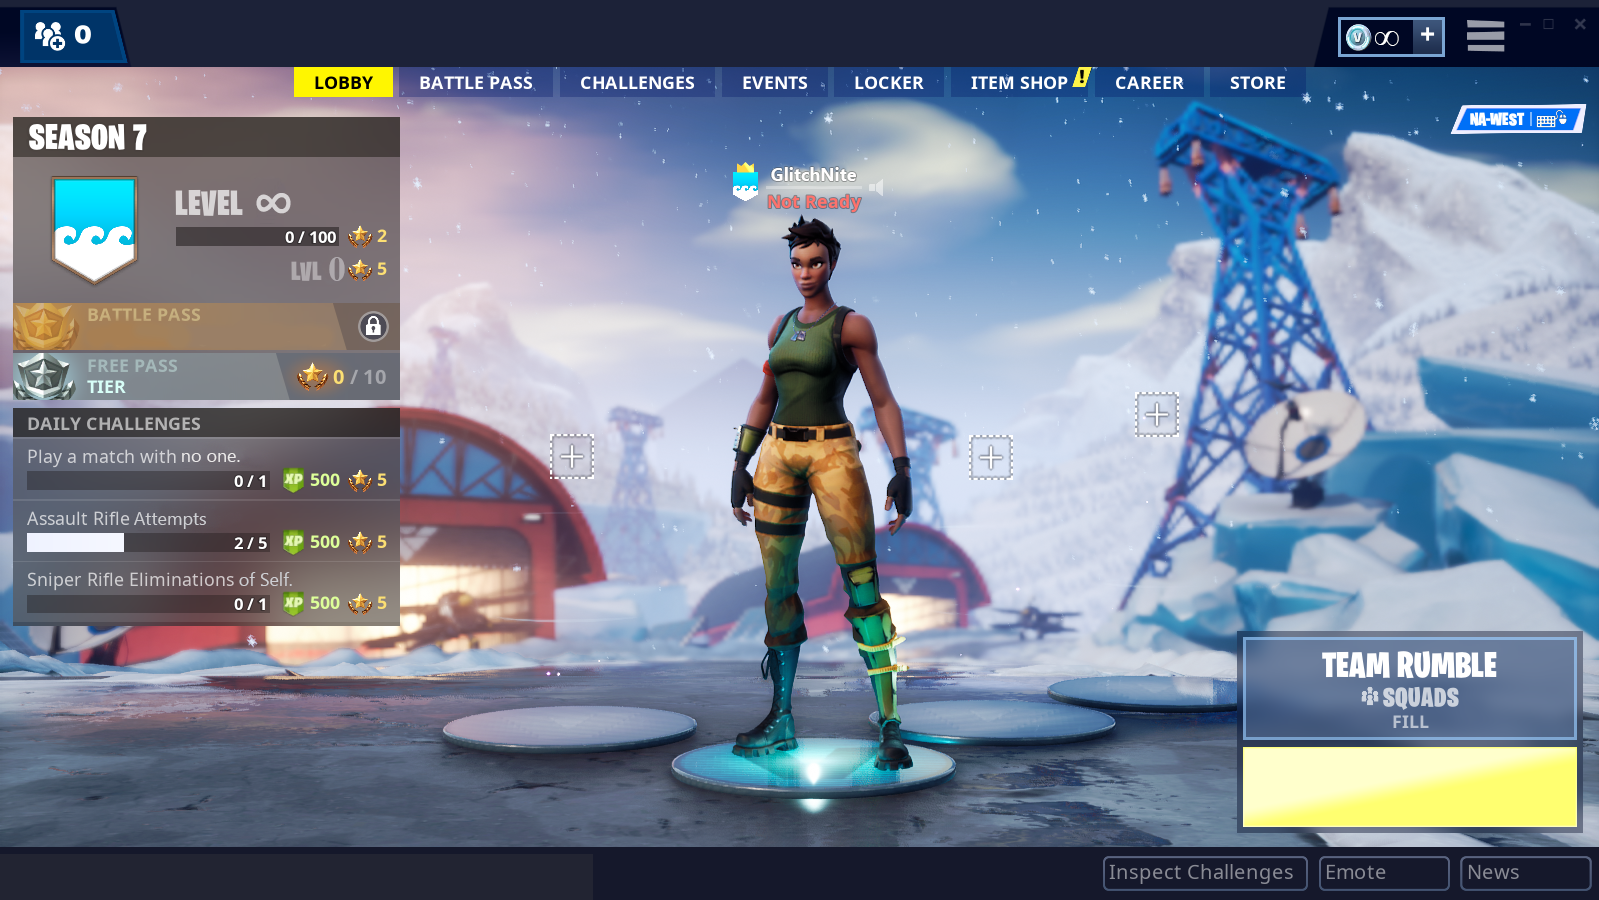 0
∞ +
LOBBY BATTLE PASS CHALLENGES EVENTS LOCKER ITEM SHOP ! CAREER STORE
NA-WEST
SEASON 7
LEVEL ∞
0 / 100 2
LVL 0 5
BATTLE PASS
FREE PASS
TIER
0 / 10
DAILY CHALLENGES
Play a match with no one.
0 / 1 XP 500 5
Assault Rifle Attempts
2 / 5 XP 500 5
Sniper Rifle Eliminations of Self.
0 / 1 XP 500 5
GlitchNite
Not Ready
TEAM RUMBLE
SQUADS
FILL
Inspect Challenges Emote News